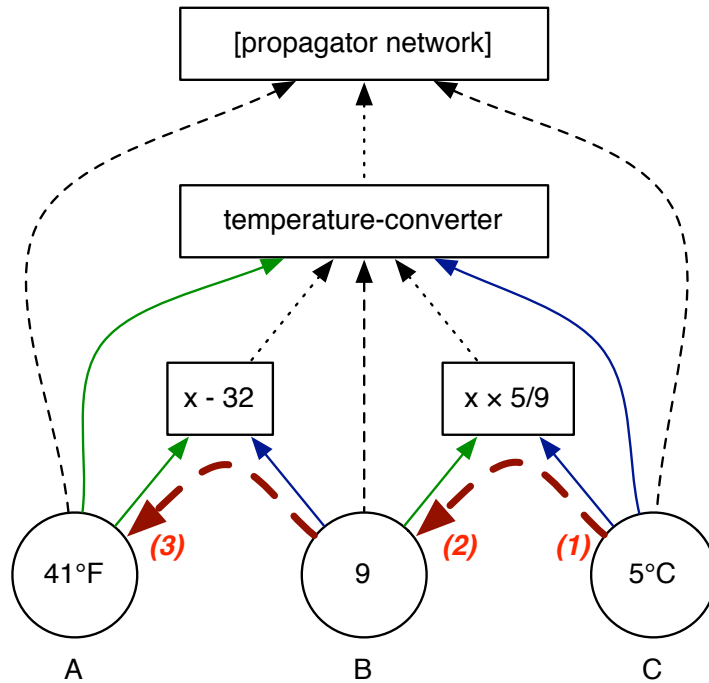 [propagator network]
temperature-converter
x - 32
x × 5/9
(3)
(2)
(1)
41°F
9
5°C
A
B
C